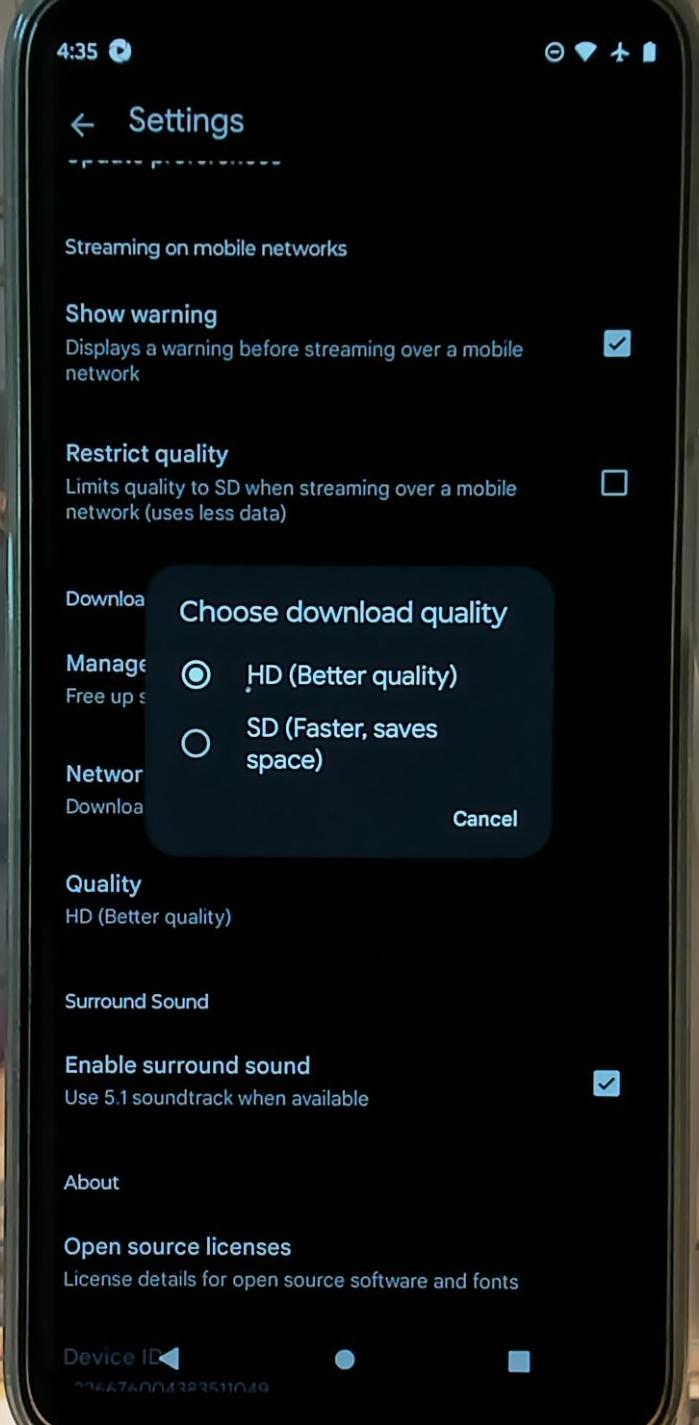 4:35
Settings
Update preferences
Streaming on mobile networks
Show warning
Displays a warning before streaming over a mobile
network
Restrict quality
Limits quality to SD when streaming over a mobile
network (uses less data)
Downloa
Choose download quality
Manage
HD (Better quality)
Free up s
SD (Faster, saves
space)
Networ
Downloa
Cancel
Quality
HD (Better quality)
Surround Sound
Enable surround sound
Use 5.1 soundtrack when available
About
Open source licenses
License details for open source software and fonts
Device ID